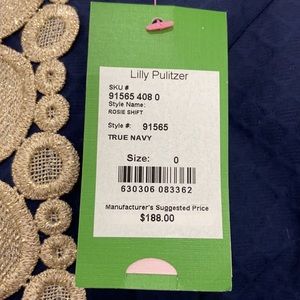 Lilly Pulitzer
SKU #
91565 408 0
Style Name:
ROSIE SHIFT
Style #: 91565
TRUE NAVY
Size: 0
630306 083362
Manufacturer's Suggested Price
$188.00